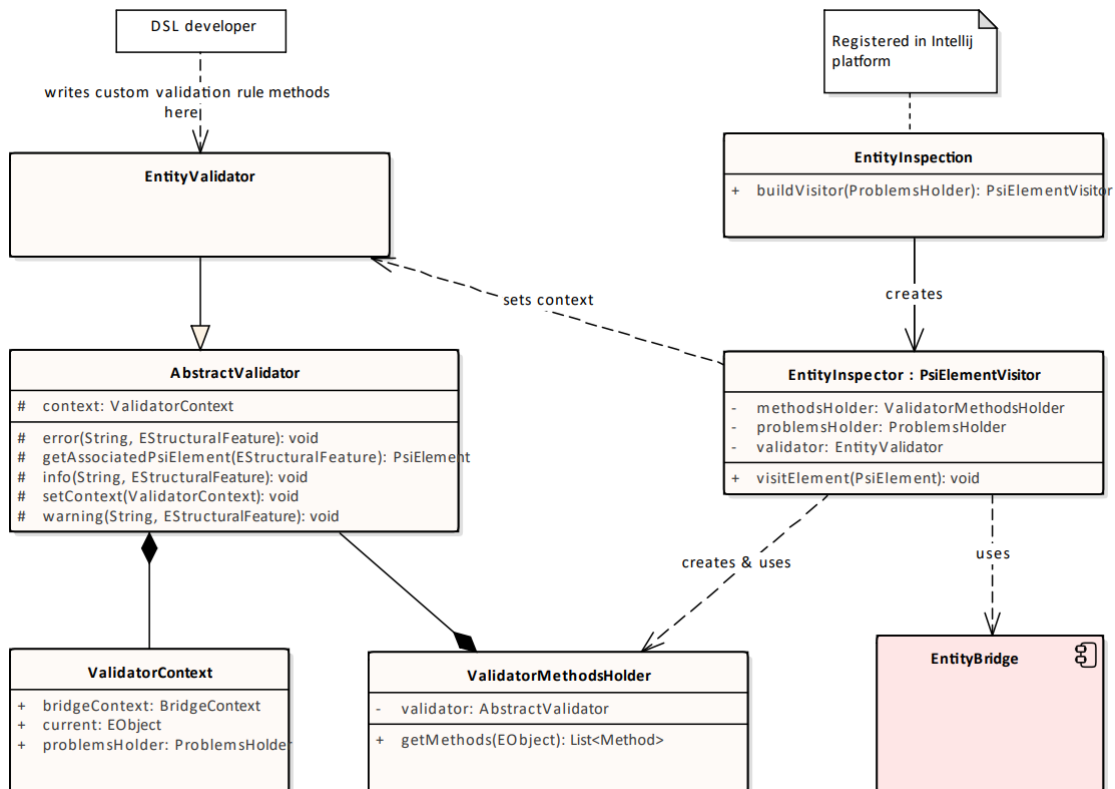 DSL developer
writes custom validation rule methods
here
EntityValidator
Registered in Intellij
platform
EntityInspection
+ buildVisitor(ProblemsHolder): PsiElementVisitor
sets context
creates
AbstractValidator
# context: ValidatorContext
# error(String, EStructuralFeature): void
# getAssociatedPsiElement(EStructuralFeature): PsiElement
# info(String, EStructuralFeature): void
# setContext(ValidatorContext): void
# warning(String, EStructuralFeature): void
EntityInspector : PsiElementVisitor
- methodsHolder: ValidatorMethodsHolder
- problemsHolder: ProblemsHolder
- validator: EntityValidator
+ visitElement(PsiElement): void
creates & uses
uses
ValidatorContext
+ bridgeContext: BridgeContext
+ current: EObject
+ problemsHolder: ProblemsHolder
ValidatorMethodsHolder
- validator: AbstractValidator
+ getMethods(EObject): List<Method>
EntityBridge